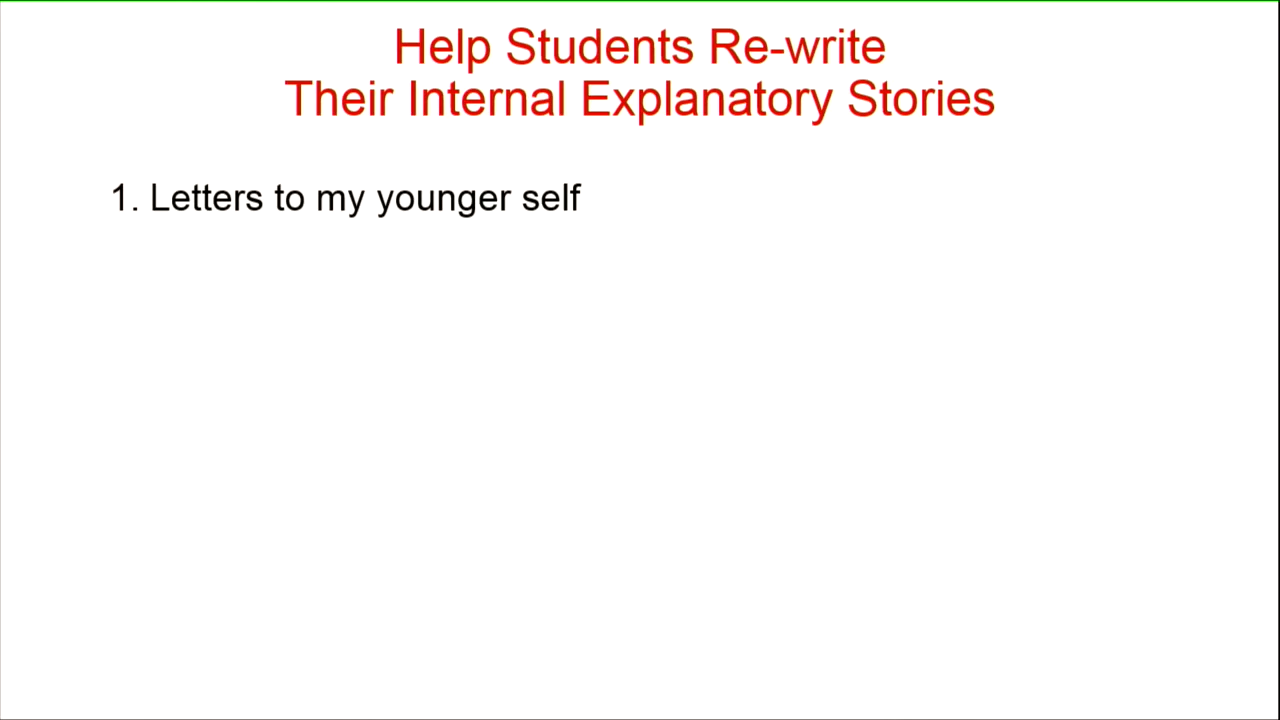 Help Students Re-write
Their Internal Explanatory Stories
1. Letters to my younger self